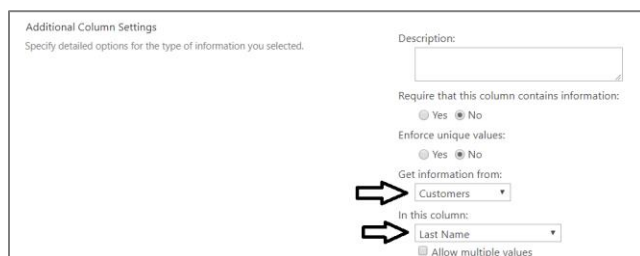 Additional Column Settings
Specify detailed options for the type of information you selected.
Description:
Require that this column contains information:
Yes No
Enforce unique values:
Yes No
Get information from:
Customers
In this column:
Last Name
Allow multiple values